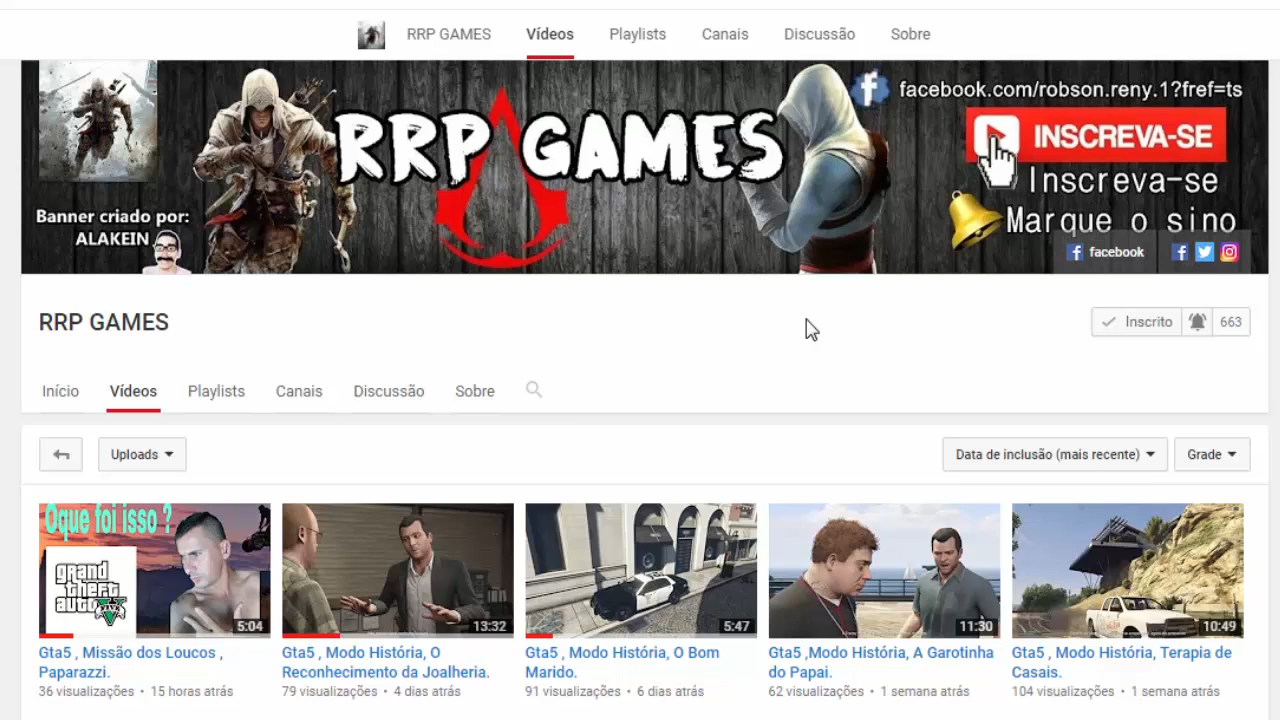 RRP GAMES Vídeos Playlists Canais Discussão Sobre
facebook.com/robson.reny.1?fref=ts
RRP GAMES
INSCREVA-SE
Inscreva-se
Marque o sino
Banner criado por:
ALAKEIN
facebook
RRP GAMES
Inscrito 663
Início Vídeos Playlists Canais Discussão Sobre
Uploads Data de inclusão (mais recente) Grade
Oque foi isso ?
grand
theft
auto
V
5:04 13:32 5:47 11:30 10:49
Gta5 , Missão dos Loucos ,
Paparazzi.
36 visualizações • 15 horas atrás
Gta5 , Modo História, O
Reconhecimento da Joalheria.
79 visualizações • 4 dias atrás
Gta5 , Modo História, O Bom
Marido.
91 visualizações • 6 dias atrás
Gta5 ,Modo História, A Garotinha
do Papai.
62 visualizações • 1 semana atrás
Gta5 , Modo História, Terapia de
Casais.
104 visualizações • 1 semana atrás